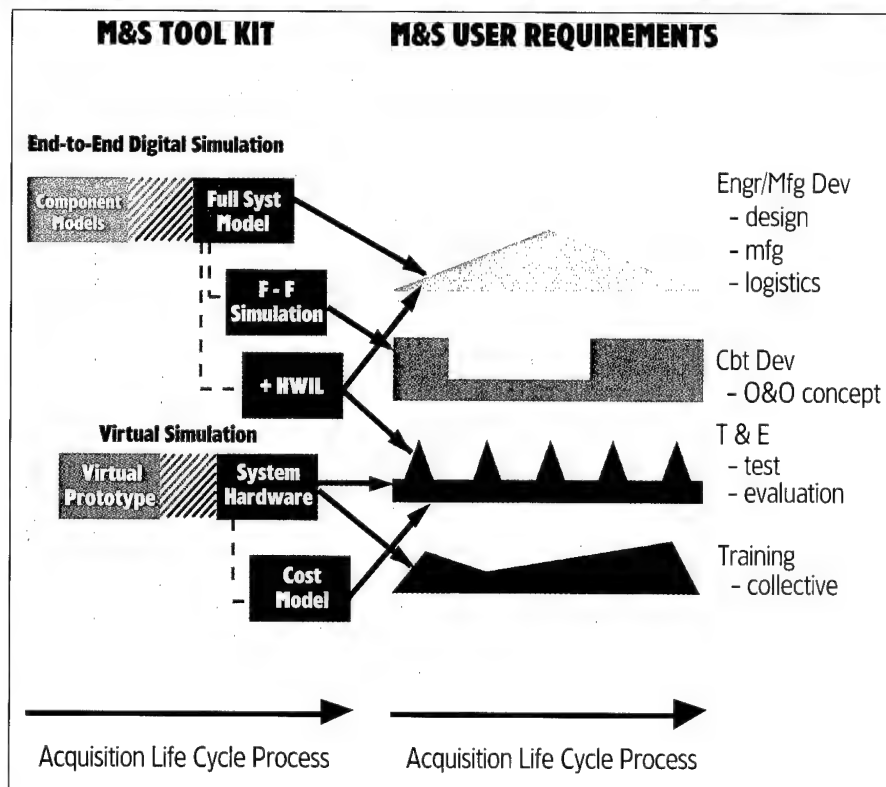 M&S TOOL KIT
M&S USER REQUIREMENTS
End-to-End Digital Simulation
Component
Models
Full Syst
Model
F - F
Simulation
+ HWIL
Virtual Simulation
Virtual
Prototype
System
Hardware
Cost
Model
Engr/Mfg Dev
- design
- mfg
- logistics
Cbt Dev
- O&O concept
T & E
- test
- evaluation
Training
- collective
Acquisition Life Cycle Process
Acquisition Life Cycle Process